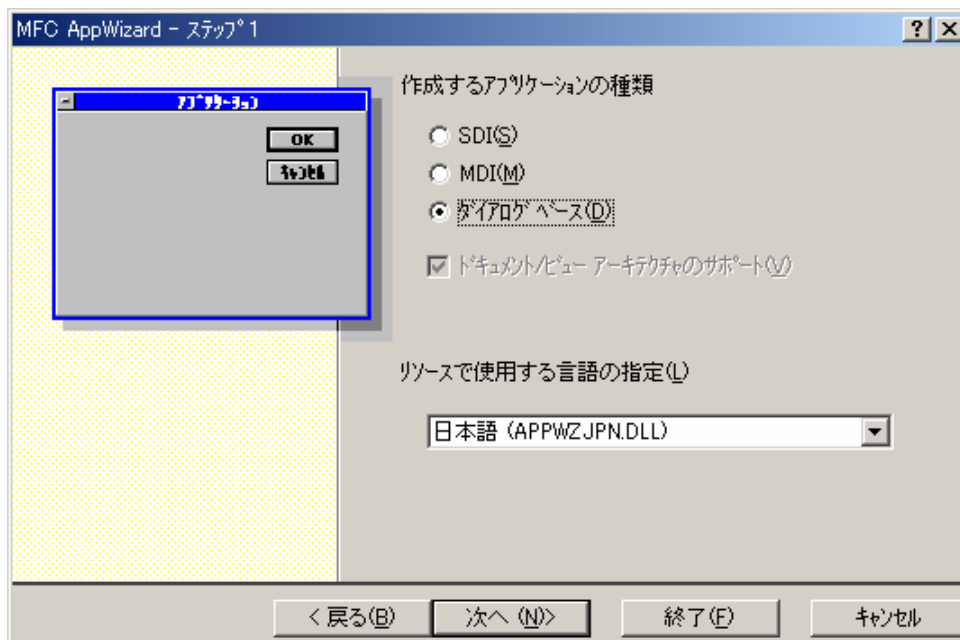 MFC AppWizard - ｽﾃｯﾌﾟ 1
ｱﾌﾟﾘｹｰｼｮﾝ
OK
ｷｬﾝｾﾙ
作成するｱﾌﾟﾘｹｰｼｮﾝの種類
SDI(S)
MDI(M)
ﾀﾞｲｱﾛｸﾞ ﾍﾞｰｽ(D)
ﾄﾞｷｭﾒﾝﾄ/ﾋﾞｭｰ ｱｰｷﾃｸﾁｬのｻﾎﾟｰﾄ(V)
ﾘｿｰｽで使用する言語の指定(L)
日本語 (APPWZJPN.DLL)
< 戻る(B)
次へ (N)>
終了(F)
ｷｬﾝｾﾙ